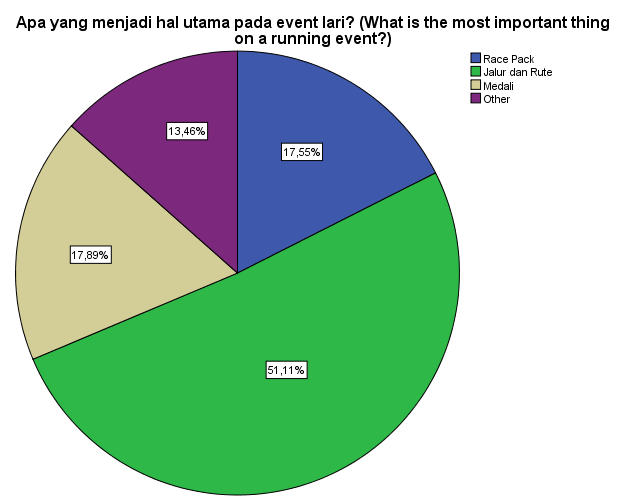 Apa yang menjadi hal utama pada event lari? (What is the most important thing
on a running event?)
Race Pack
Jalur dan Rute
Medali
Other
13,46%
17,55%
17,89%
51,11%